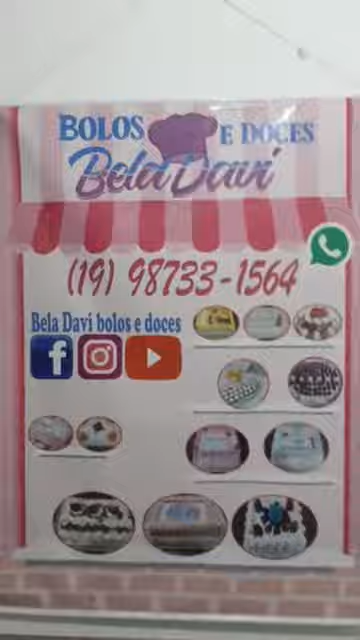 BOLOS E DOCES
Bela Davi
(19) 98733-1564
Bela Davi bolos e doces